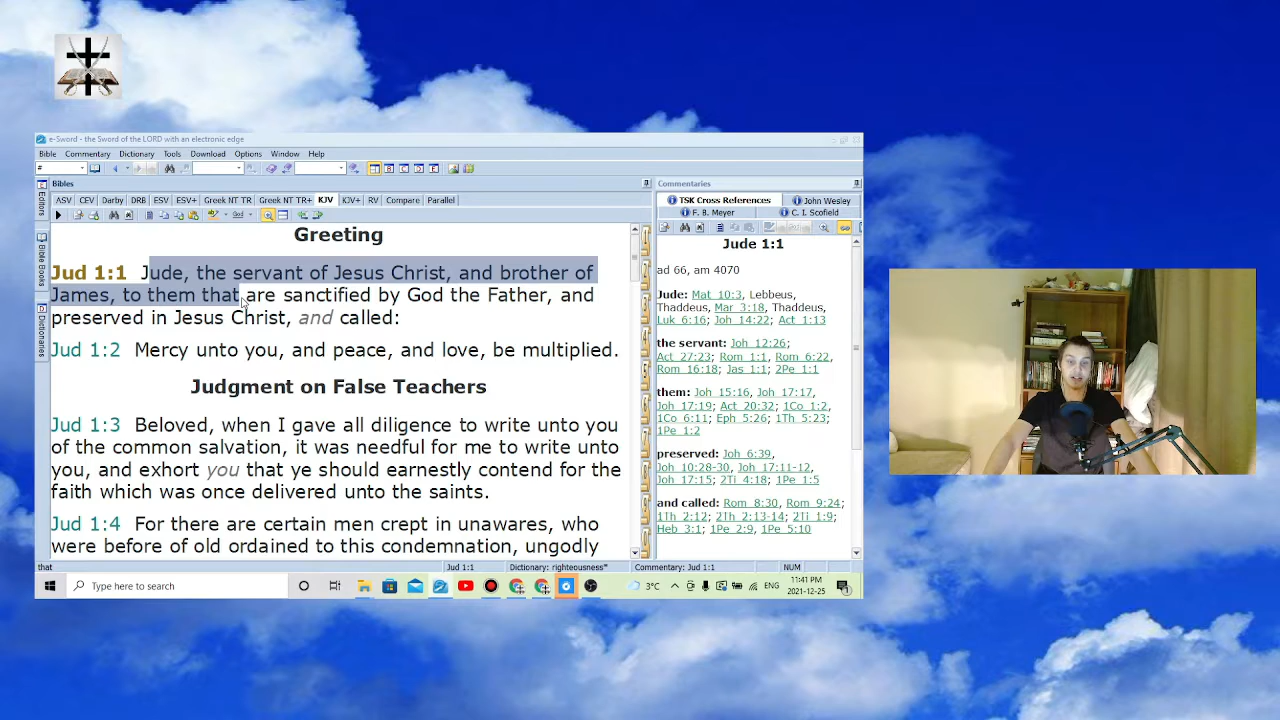 e-Sword - the Sword of the LORD with an electronic edge
Bible Commentary Dictionary Tools Download Options Window Help
#
Bibles
ASV CEV Darby DRB ESV ESV+ Greek NT TR Greek NT TR+ KJV KJV+ RV Compare Parallel
Editors
Bible Books
Dictionaries
Greeting
Jud 1:1 Jude, the servant of Jesus Christ, and brother of
James, to them that are sanctified by God the Father, and
preserved in Jesus Christ, and called:
Jud 1:2 Mercy unto you, and peace, and love, be multiplied.
Judgment on False Teachers
Jud 1:3 Beloved, when I gave all diligence to write unto you
of the common salvation, it was needful for me to write unto
you, and exhort you that ye should earnestly contend for the
faith which was once delivered unto the saints.
Jud 1:4 For there are certain men crept in unawares, who
were before of old ordained to this condemnation, ungodly
Commentaries
TSK Cross References John Wesley
F. B. Meyer C. I. Scofield
Jude 1:1
ad 66, am 4070
Jude: Mat 10:3, Lebbeus,
Thaddeus, Mar 3:18, Thaddeus,
Luk 6:16; Joh 14:22; Act 1:13
the servant: Joh 12:26;
Act 27:23; Rom 1:1, Rom 6:22,
Rom 16:18; Jas 1:1; 2Pe 1:1
them: Joh 15:16, Joh 17:17,
Joh 17:19; Act 20:32; 1Co 1:2,
1Co 6:11; Eph 5:26; 1Th 5:23;
1Pe 1:2
preserved: Joh 6:39,
Joh 10:28-30, Joh 17:11-12,
Joh 17:15; 2Ti 4:18; 1Pe 1:5
and called: Rom 8:30, Rom 9:24;
1Th 2:12; 2Th 2:13-14; 2Ti 1:9;
Heb 3:1; 1Pe 2:9, 1Pe 5:10
that Jud 1:1 Dictionary: righteousness* Commentary: Jud 1:1 NUM
Type here to search 3°C ENG 11:41 PM
2021-12-25